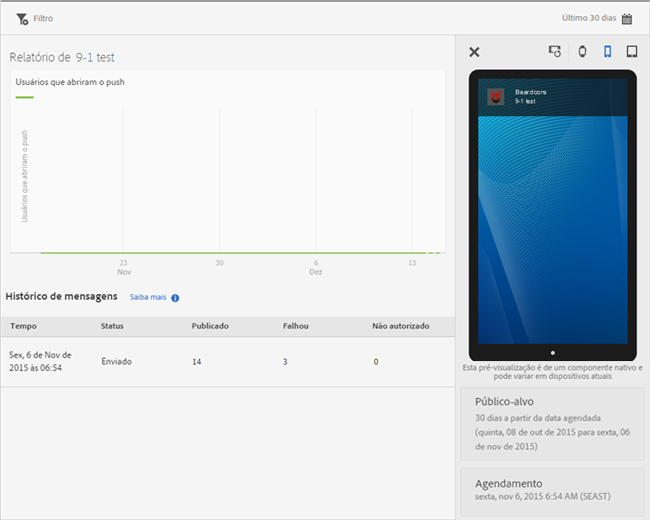 Filtro
Último 30 dias
Relatório de 9-1 test
Usuários que abriram o push
Usuários que abriram o push
23
Nov
30
6
Dez
13
Histórico de mensagens
Saiba mais
Tempo
Status
Publicado
Falhou
Não autorizado
Sex, 6 de Nov de
2015 às 06:54
Enviado
14
3
0
Beardcons
9-1 test
Esta pré-visualização é de um componente nativo e
pode variar em dispositivos atuais
Público-alvo
30 dias a partir da data agendada
(quinta, 08 de out de 2015 para sexta, 06
de nov de 2015)
Agendamento
sexta, nov 6, 2015 6:54 AM (SEAST)